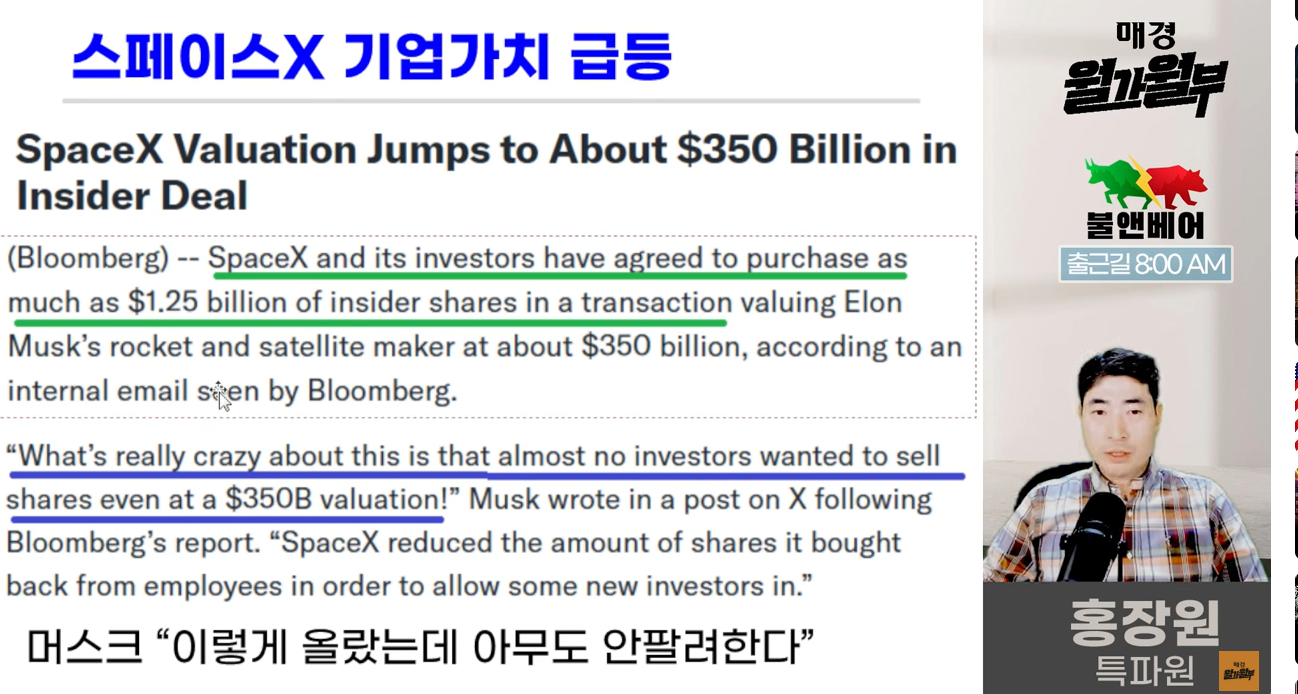 스페이스X 기업가치 급등
SpaceX Valuation Jumps to About $350 Billion in
Insider Deal
(Bloomberg) -- SpaceX and its investors have agreed to purchase as
much as $1.25 billion of insider shares in a transaction valuing Elon
Musk’s rocket and satellite maker at about $350 billion, according to an
internal email seen by Bloomberg.
“What’s really crazy about this is that almost no investors wanted to sell
shares even at a $350B valuation!” Musk wrote in a post on X following
Bloomberg’s report. “SpaceX reduced the amount of shares it bought
back from employees in order to allow some new investors in.”
머스크 “이렇게 올랐는데 아무도 안팔려한다”
매경
월가월부
불앤베어
출근길 8:00 AM
홍장원
특파원
매경
월가월부